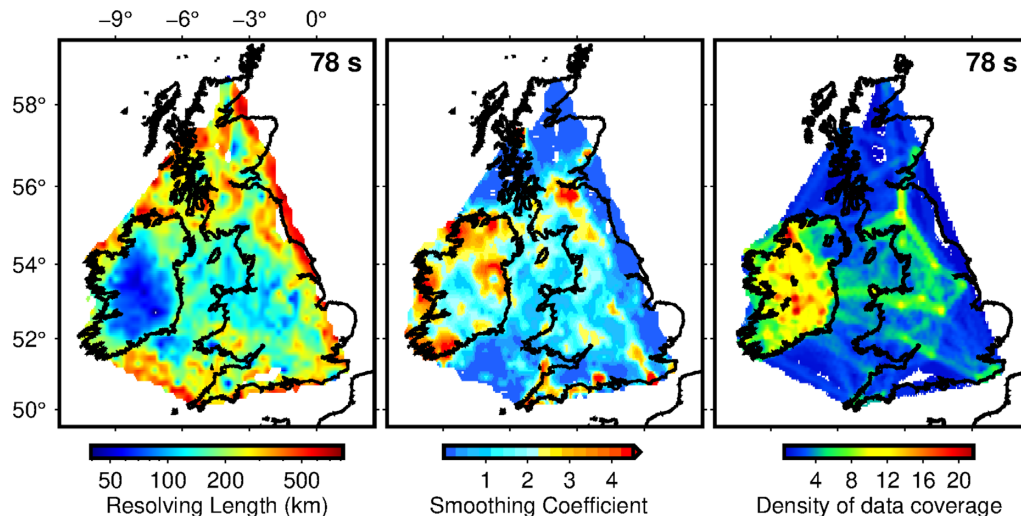 −9° −6° −3° 0°
78 s 78 s
58°
56°
54°
52°
50°
50 100 200 500 1 2 3 4 4 8 12 16 20
Resolving Length (km) Smoothing Coefficient Density of data coverage